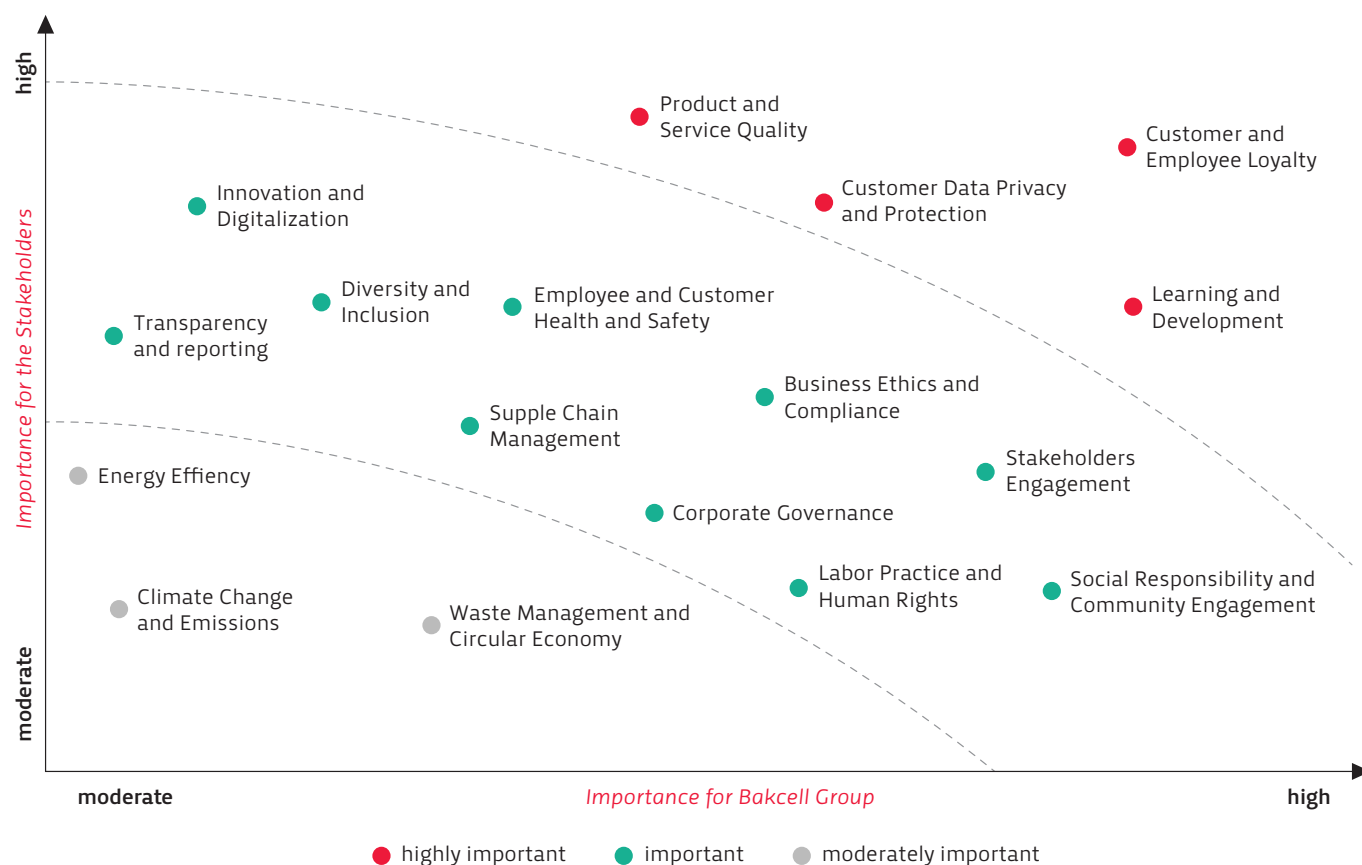 high
Importance for the Stakeholders
moderate
Product and
Service Quality
Customer and
Employee Loyalty
Innovation and
Digitalization
Customer Data Privacy
and Protection
Diversity and
Inclusion
Employee and Customer
Health and Safety
Learning and
Development
Transparency
and reporting
Business Ethics and
Compliance
Supple Chain
Management
Energy Effiency
Stakeholders
Engagement
Corporate Governance
Labor Practice and
Human Rights
Social Responsibility and
Community Engagement
Climate Change
and Emissions
Waste Management and
Circular Economy
moderate
Importance for Bakcell Group
high
highly important
important
moderately important